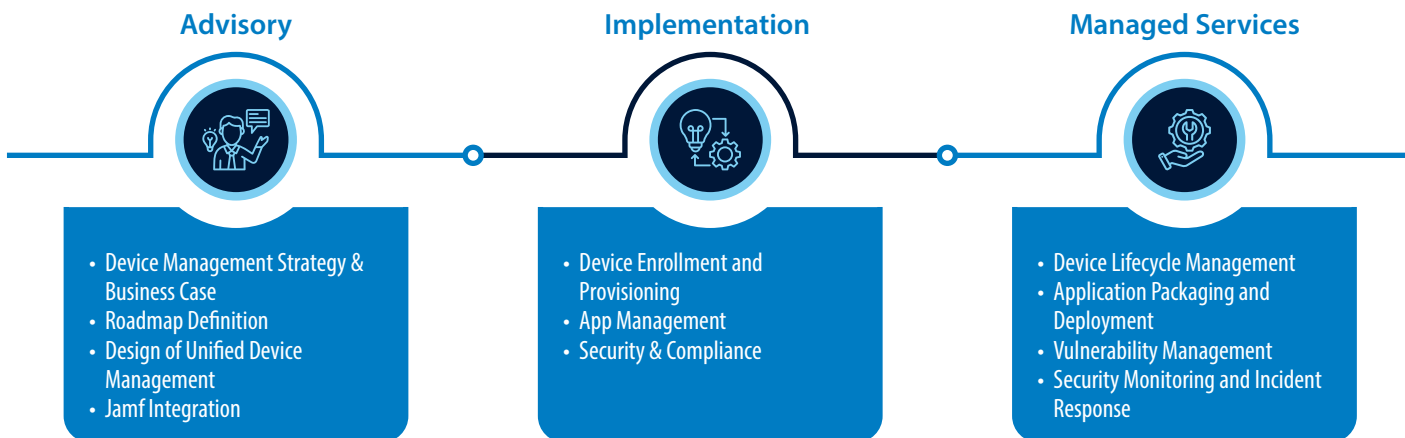 Advisory
• Device Management Strategy &
Business Case
• Roadmap Definition
• Design of Unified Device
Management
• Jamf Integration
Implementation
• Device Enrollment and
Provisioning
• App Management
• Security & Compliance
Managed Services
• Device Lifecycle Management
• Application Packaging and
Deployment
• Vulnerability Management
• Security Monitoring and Incident
Response